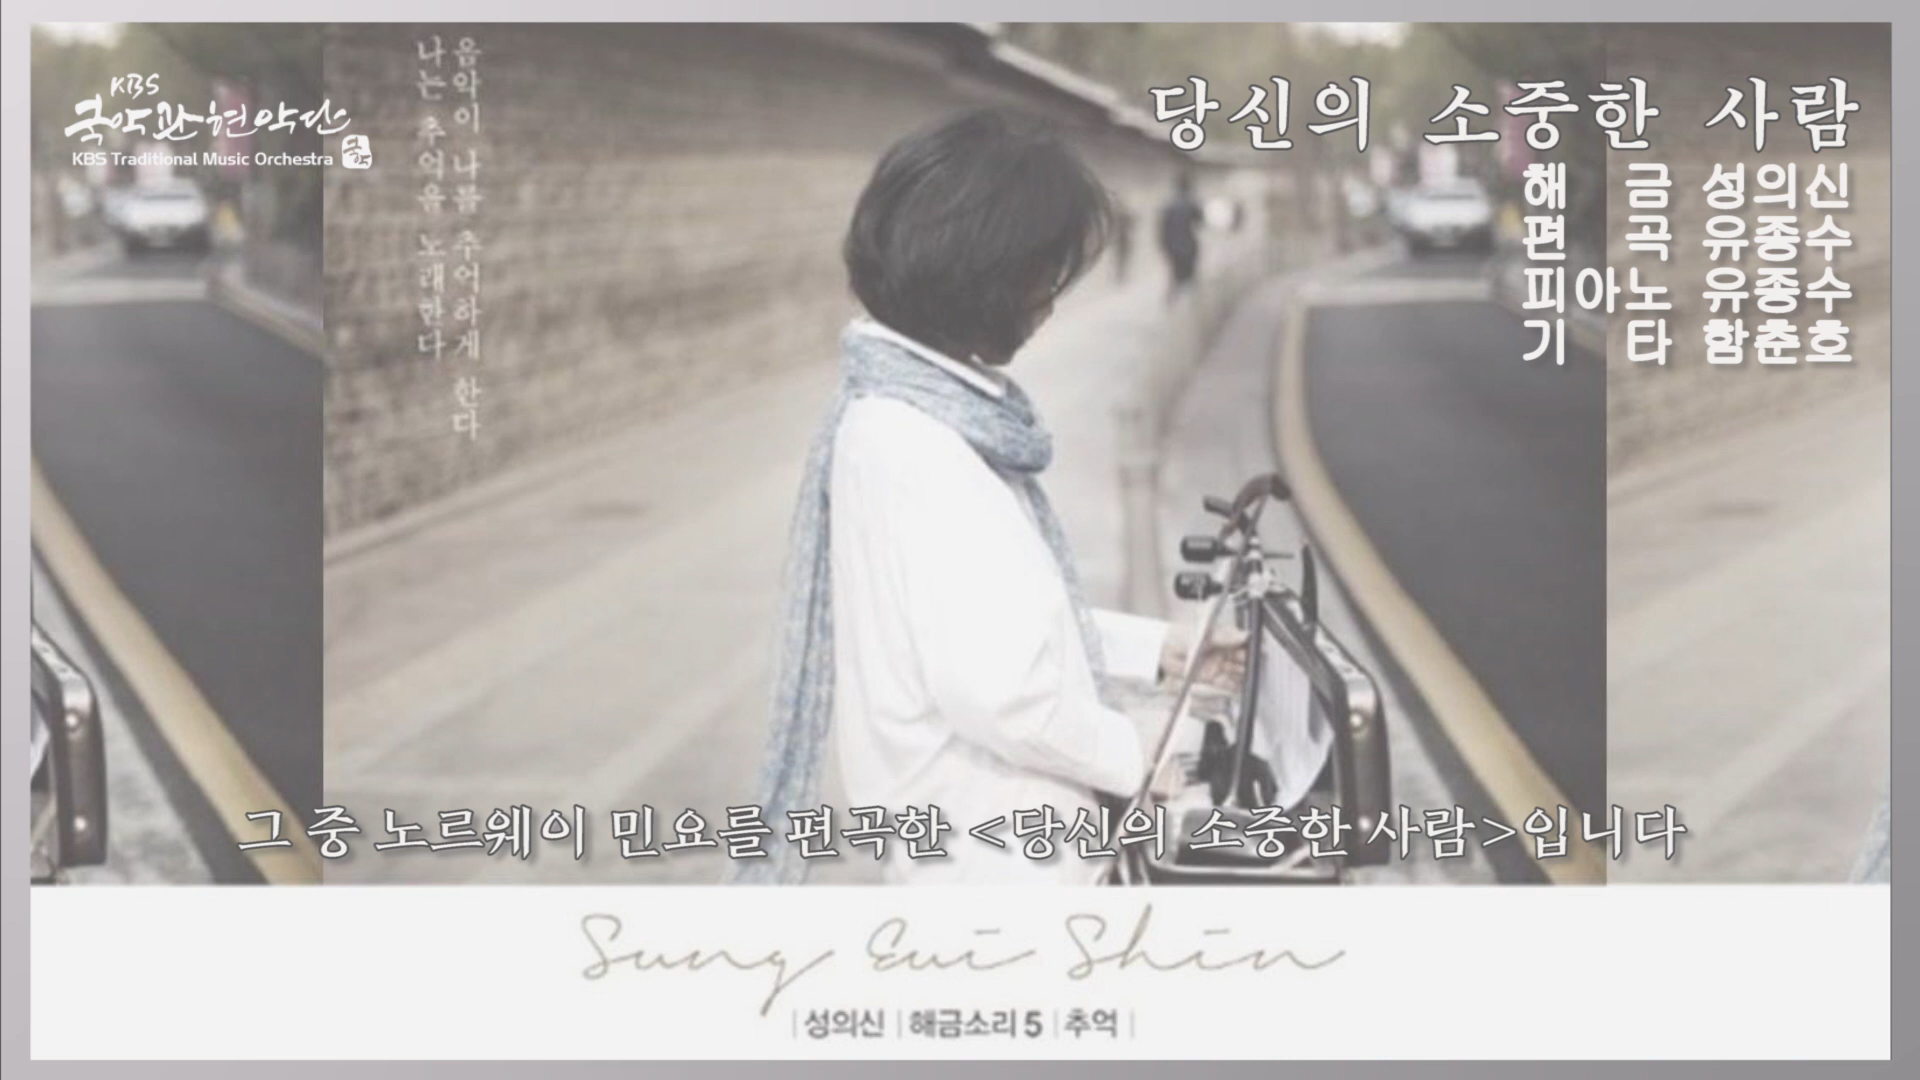 KBS
국악관현악단
KBS Traditional Music Orchestra
국악
음악이 나를 추억하게 한다
나는 추억을 노래한다
당신의 소중한 사람
해 금 성의신
편 곡 유종수
피아노 유종수
기 타 함춘호
그 중 노르웨이 민요를 편곡한 <당신의 소중한 사람>입니다
Sung Eui Shin
|성의신|해금소리 5|추억|